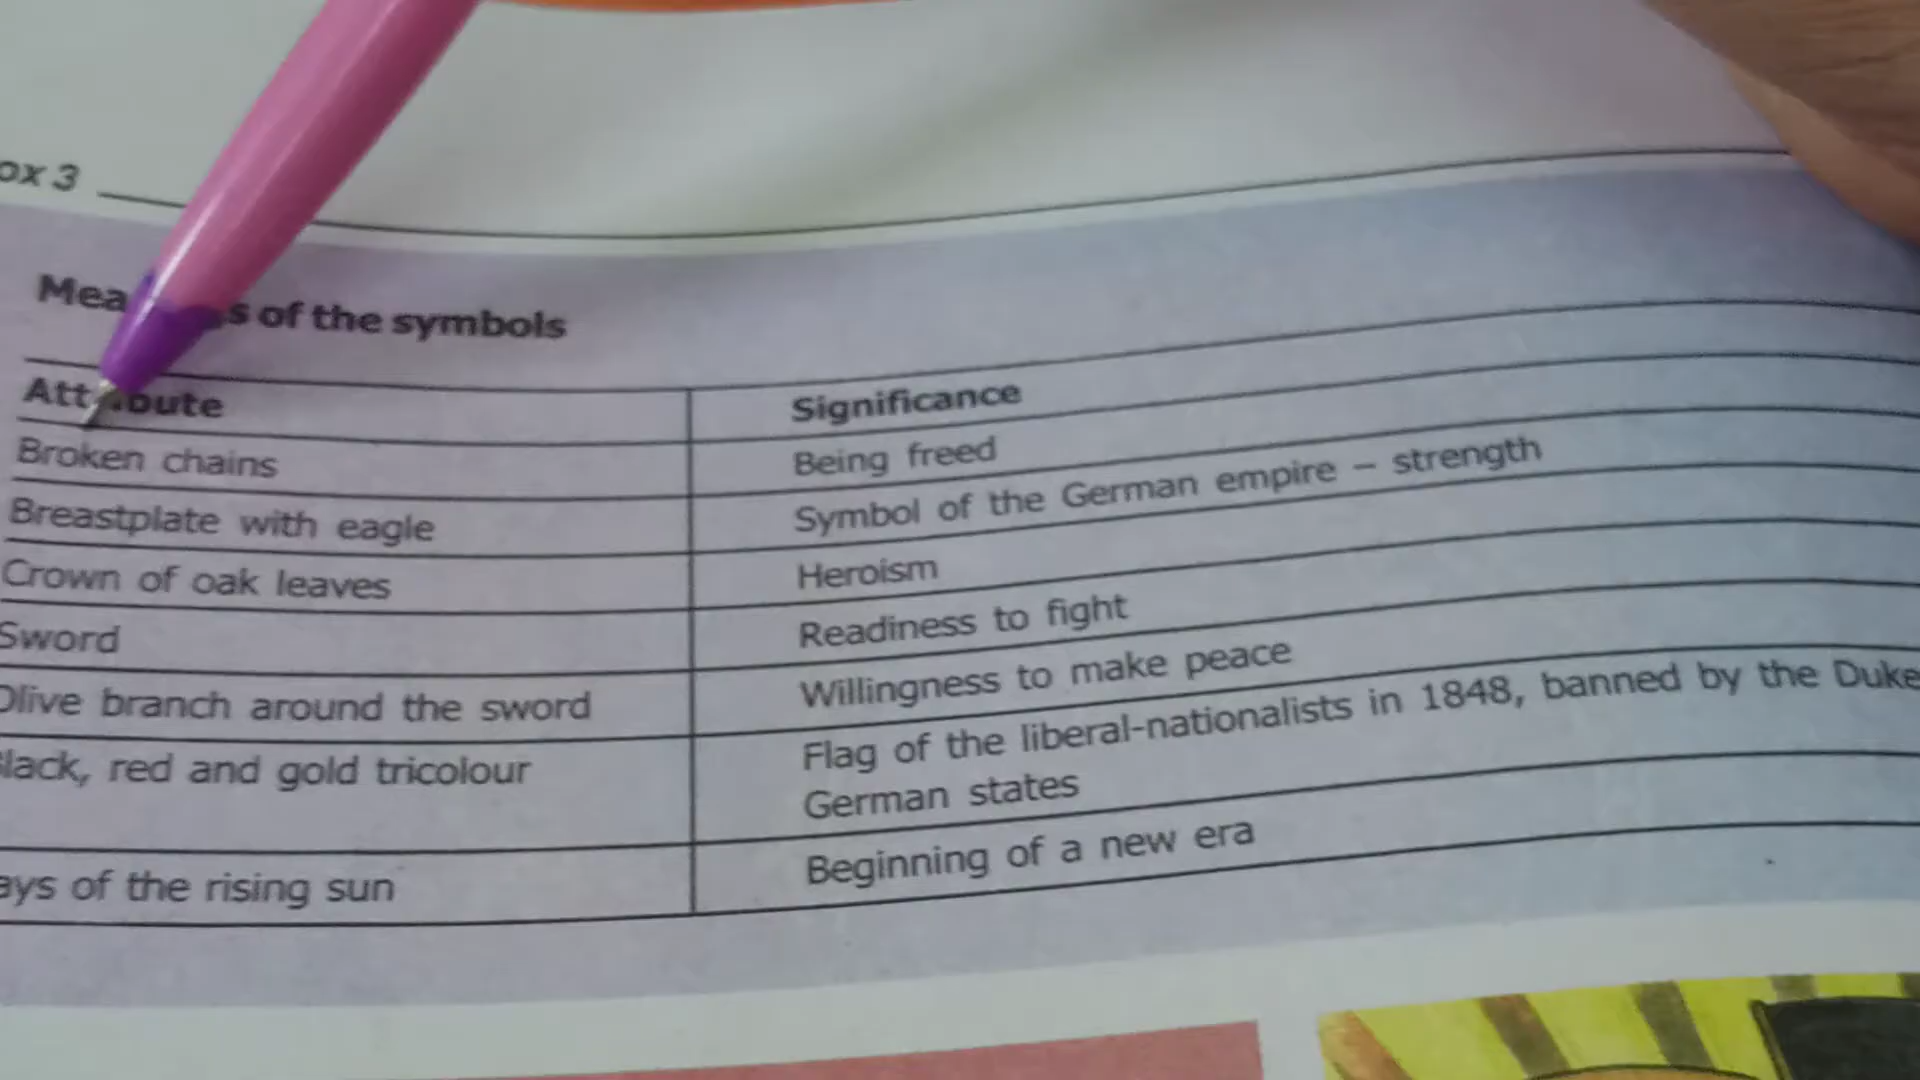 ox 3
Mea s of the symbols
Attribute Significance
Broken chains Being freed
Breastplate with eagle Symbol of the German empire – strength
Crown of oak leaves Heroism
Sword Readiness to fight
Olive branch around the sword Willingness to make peace
lack, red and gold tricolour Flag of the liberal-nationalists in 1848, banned by the Duke
German states
ays of the rising sun Beginning of a new era